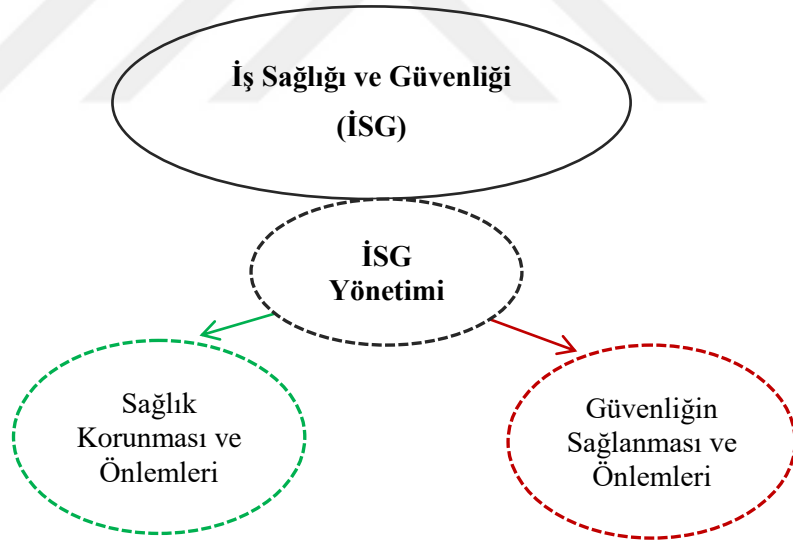 İş Sağlığı ve Güvenliği
(İSG)
İSG
Yönetimi
Sağlık
Korunması ve
Önlemleri
Güvenliğin
Sağlanması ve
Önlemleri